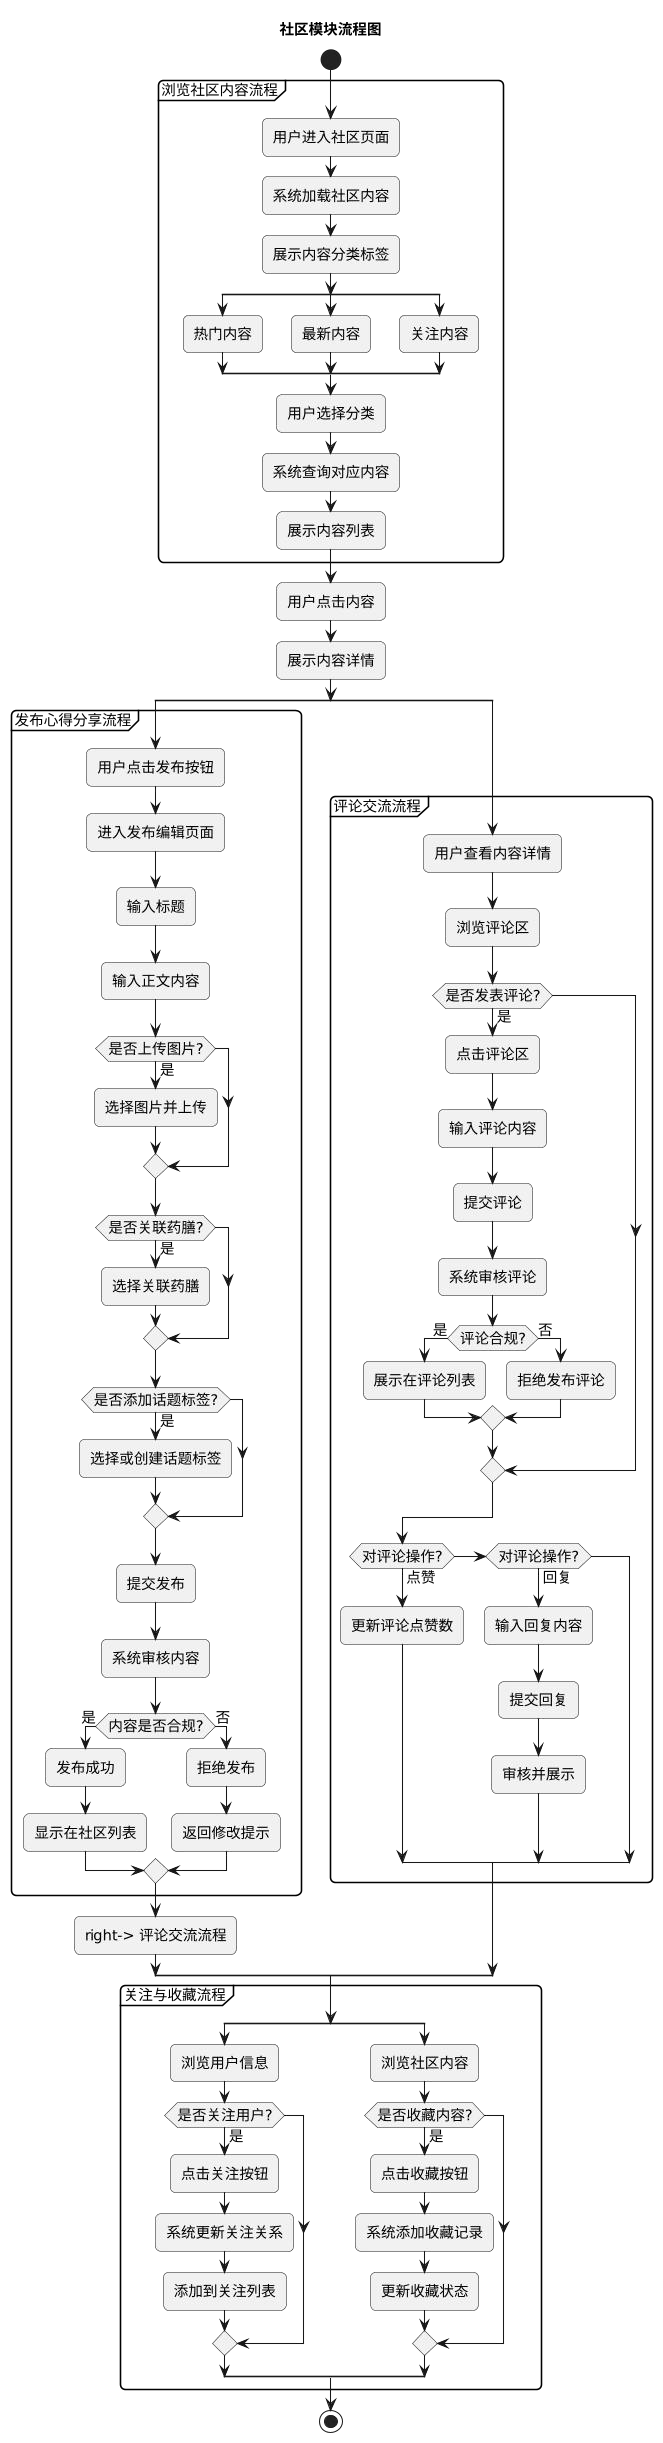 社区模块流程图
浏览社区内容流程
用户进入社区页面
系统加载社区内容
展示内容分类标签
热门内容
最新内容
关注内容
用户选择分类
系统查询对应内容
展示内容列表
用户点击内容
展示内容详情
发布心得分享流程
用户点击发布按钮
进入发布编辑页面
输入标题
输入正文内容
是否上传图片?
是
选择图片并上传
是否关联药膳?
是
选择关联药膳
是否添加话题标签?
是
选择或创建话题标签
提交发布
系统审核内容
是
内容是否合规?
否
发布成功
拒绝发布
显示在社区列表
返回修改提示
right-> 评论交流流程
评论交流流程
用户查看内容详情
浏览评论区
是否发表评论?
是
点击评论区
输入评论内容
提交评论
系统审核评论
是
评论合规?
否
展示在评论列表
拒绝发布评论
对评论操作?
点赞
对评论操作?
回复
更新评论点赞数
输入回复内容
提交回复
审核并展示
关注与收藏流程
浏览用户信息
是否关注用户?
是
点击关注按钮
系统更新关注关系
添加到关注列表
浏览社区内容
是否收藏内容?
是
点击收藏按钮
系统添加收藏记录
更新收藏状态